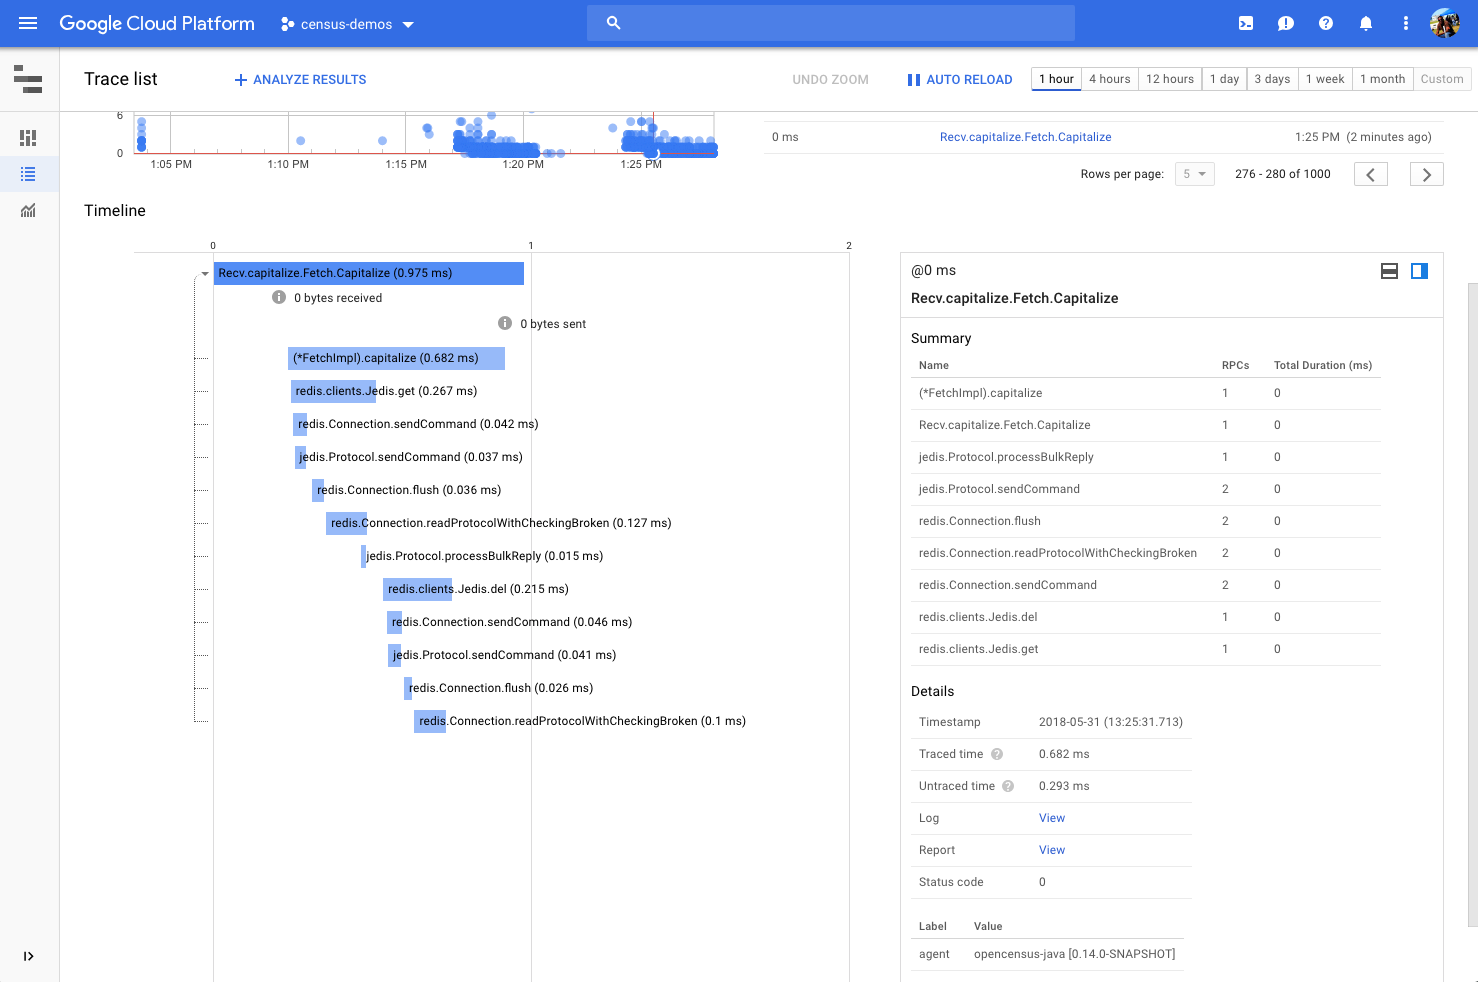 Google Cloud Platform
census-demos
Trace list
ANALYZE RESULTS
UNDO ZOOM
AUTO RELOAD
1 hour
4 hours
12 hours
1 day
3 days
1 week
1 month
Custom
6
0
1:05 PM
1:10 PM
1:15 PM
1:20 PM
1:25 PM
0 ms
Recv.capitalize.Fetch.Capitalize
1:25 PM (2 minutes ago)
Rows per page:
5
276 - 280 of 1000
Timeline
0
1
2
Recv.capitalize.Fetch.Capitalize (0.975 ms)
0 bytes received
0 bytes sent
(*FetchImpl).capitalize (0.682 ms)
redis.clients.Jedis.get (0.267 ms)
redis.Connection.sendCommand (0.042 ms)
jedis.Protocol.sendCommand (0.037 ms)
redis.Connection.flush (0.036 ms)
redis.Connection.readProtocolWithCheckingBroken (0.127 ms)
jedis.Protocol.processBulkReply (0.015 ms)
redis.clients.Jedis.del (0.215 ms)
redis.Connection.sendCommand (0.046 ms)
jedis.Protocol.sendCommand (0.041 ms)
redis.Connection.flush (0.026 ms)
redis.Connection.readProtocolWithCheckingBroken (0.1 ms)
@0 ms
Recv.capitalize.Fetch.Capitalize
Summary
Name RPCs Total Duration (ms)
(*FetchImpl).capitalize 1 0
Recv.capitalize.Fetch.Capitalize 1 0
jedis.Protocol.processBulkReply 1 0
jedis.Protocol.sendCommand 2 0
redis.Connection.flush 2 0
redis.Connection.readProtocolWithCheckingBroken 2 0
redis.Connection.sendCommand 2 0
redis.clients.Jedis.del 1 0
redis.clients.Jedis.get 1 0
Details
Timestamp 2018-05-31 (13:25:31.713)
Traced time 0.682 ms
Untraced time 0.293 ms
Log View
Report View
Status code 0
Label Value
agent opencensus-java [0.14.0-SNAPSHOT]